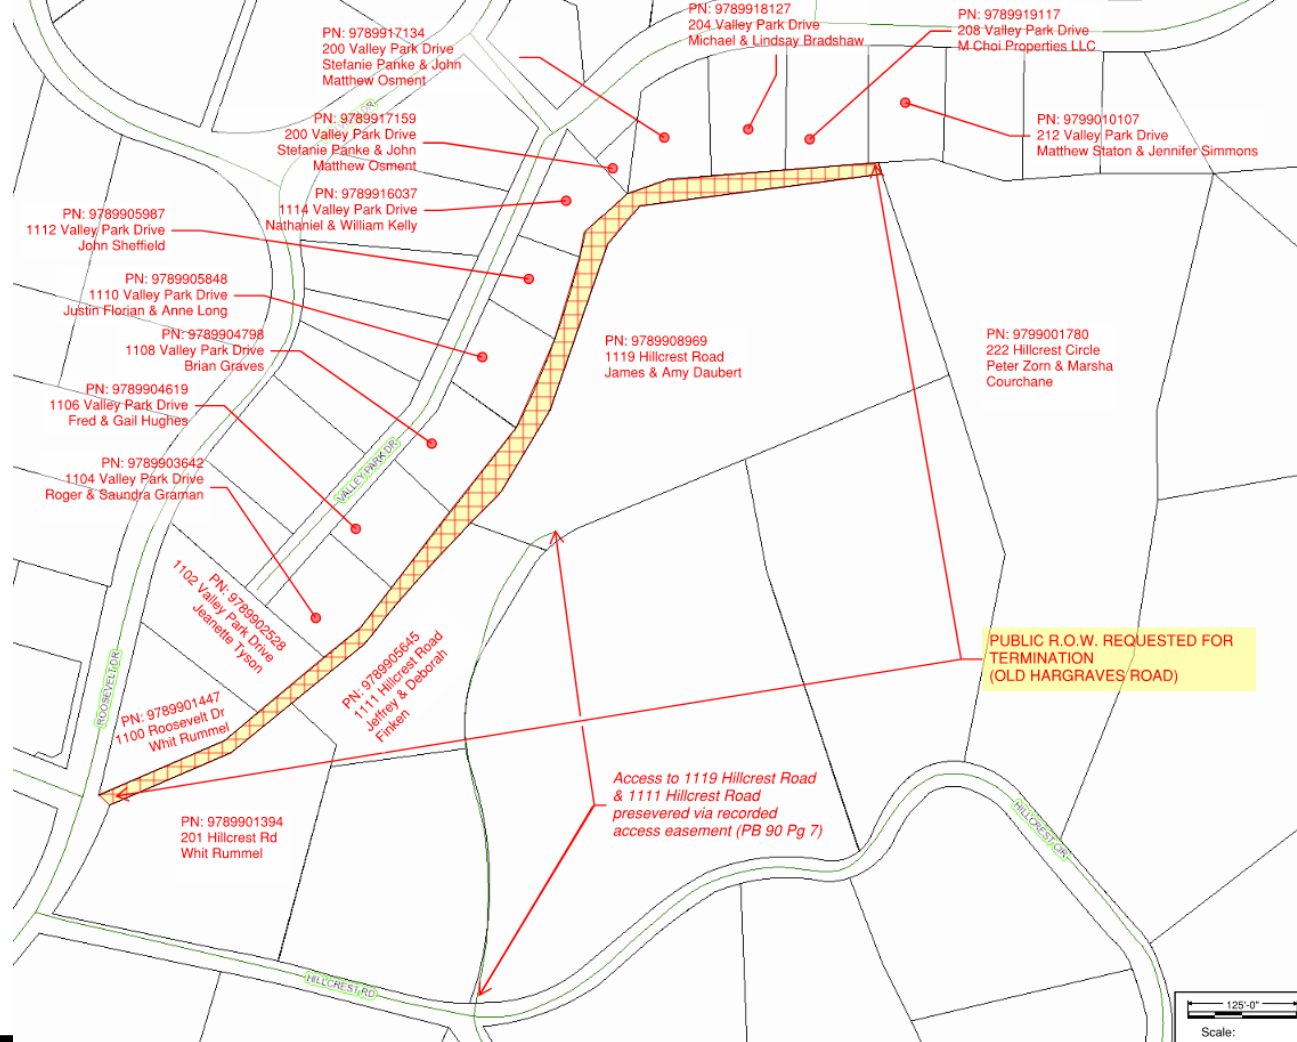 PN: 9789917134
200 Valley Park Drive
Stefanie Panke & John
Matthew Osment
PN: 9789918127
204 Valley Park Drive
Michael & Lindsay Bradshaw
PN: 9789919117
208 Valley Park Drive
M Choi Properties LLC
PN: 9799010107
212 Valley Park Drive
Matthew Staton & Jennifer Simmons
PN: 9789917159
200 Valley Park Drive
Stefanie Panke & John
Matthew Osment
PN: 9789916037
1114 Valley Park Drive
Nathaniel & William Kelly
PN: 9789905987
1112 Valley Park Drive
John Sheffield
PN: 9789905848
1110 Valley Park Drive
Justin Florian & Anne Long
PN: 9789904798
1108 Valley Park Drive
Brian Graves
PN: 9789904619
1106 Valley Park Drive
Fred & Gail Hughes
PN: 9789903642
1104 Valley Park Drive
Roger & Saundra Graman
PN: 9789908969
1119 Hillcrest Road
James & Amy Daubert
PN: 9799001780
222 Hillcrest Circle
Peter Zorn & Marsha
Courchane
VALLEY PARK DR
PN: 9789902528
1102 Valley Park Drive
Jeanette Tyson
PN: 9789905645
1111 Hillcrest Road
Jeffrey & Deborah
Finken
ROOSEVELT DR
PN: 9789901447
1100 Roosevelt Dr
Whit Rummel
PUBLIC R.O.W. REQUESTED FOR
TERMINATION
(OLD HARGRAVES ROAD)
Access to 1119 Hillcrest Road
& 1111 Hillcrest Road
presevered via recorded
access easement (PB 90 Pg 7)
PN: 9789901394
201 Hillcrest Rd
Whit Rummel
HILLCREST CIR
HILLCREST RD
125'-0"
Scale: